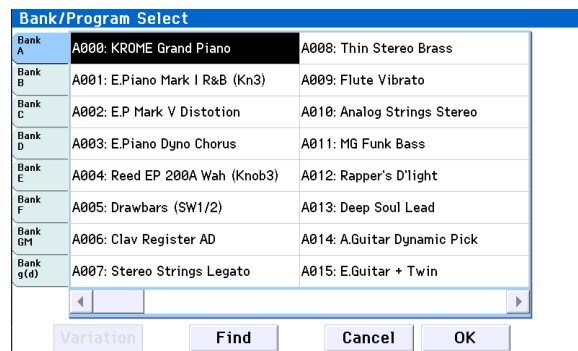 Bank/Program Select
Bank
A
Bank
B
Bank
C
Bank
D
Bank
E
Bank
F
Bank
GM
Bank
g(d)
A000: KROME Grand Piano
A001: E.Piano Mark I R&B (Kn3)
A002: E.P Mark V Distotion
A003: E.Piano Dyno Chorus
A004: Reed EP 200A Wah (Knob3)
A005: Drawbars (SW1/2)
A006: Clav Register AD
A007: Stereo Strings Legato
A008: Thin Stereo Brass
A009: Flute Vibrato
A010: Analog Strings Stereo
A011: MG Funk Bass
A012: Rapper's D'light
A013: Deep Soul Lead
A014: A.Guitar Dynamic Pick
A015: E.Guitar + Twin
Variation
Find
Cancel
OK